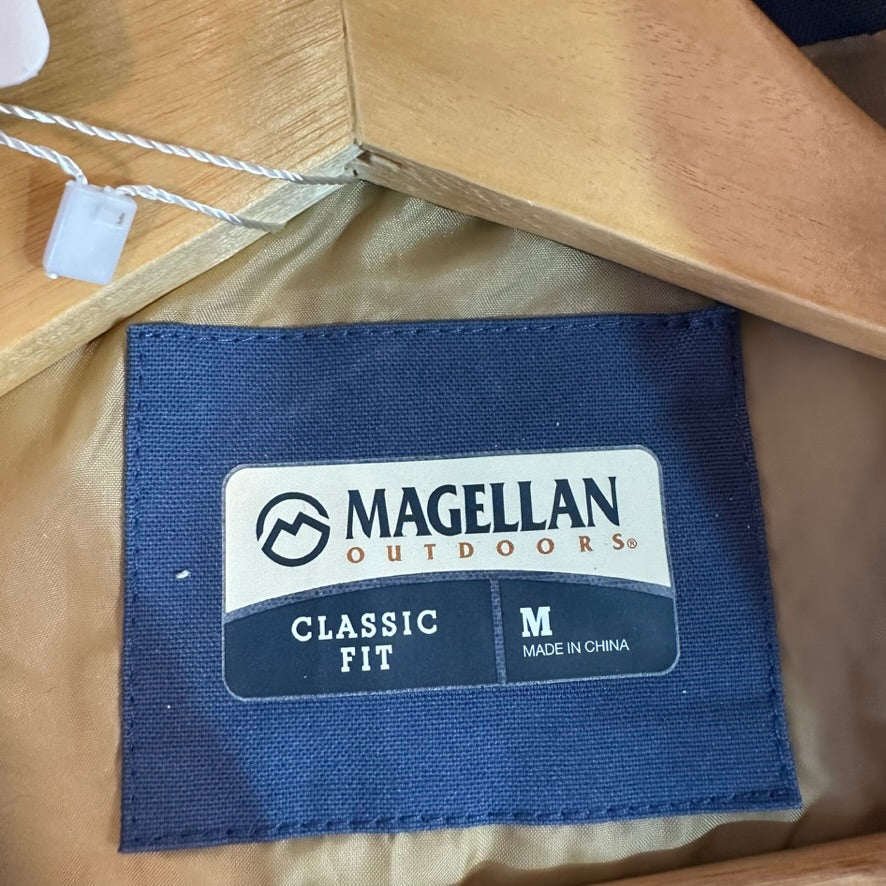 MAGELLAN
OUTDOORS®
CLASSIC
FIT
M
MADE IN CHINA